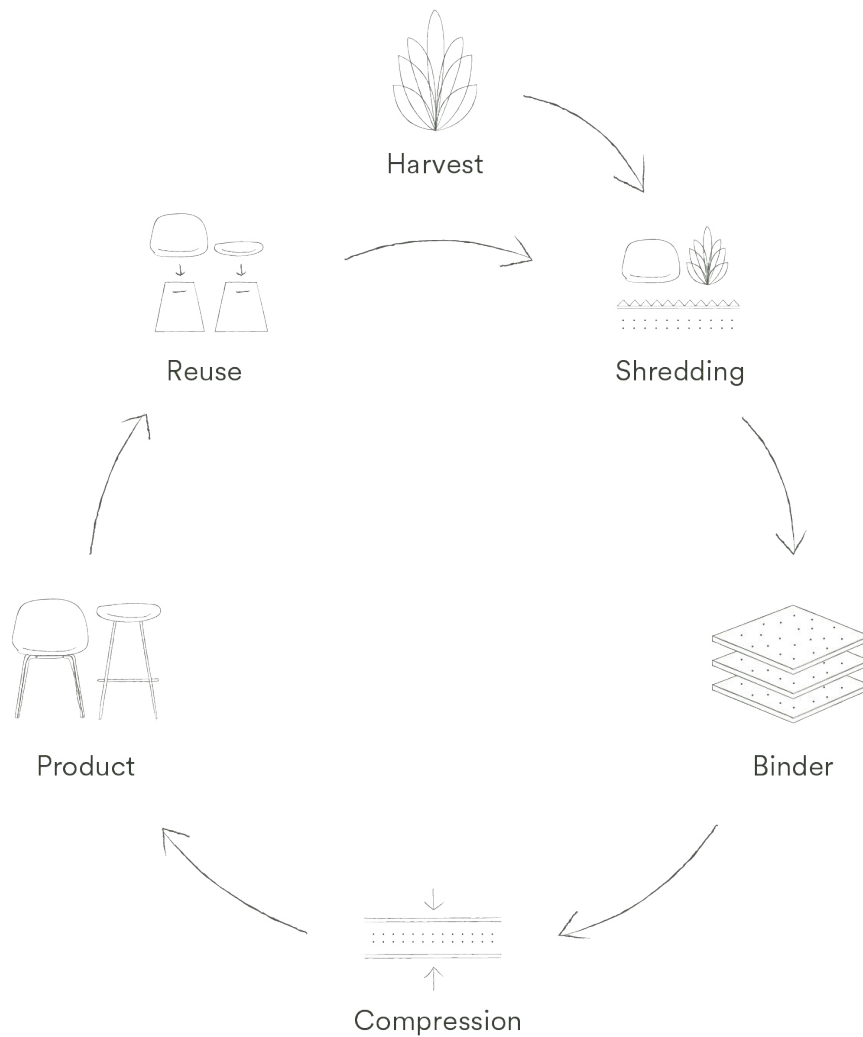 Harvest
Reuse
Shredding
Product
Binder
Compression